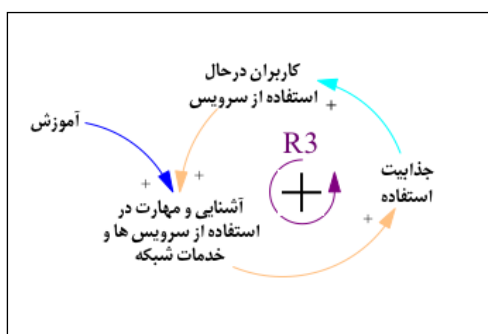 کاربران درحال
استفاده از سرویس
+
آموزش
R3
+
جذابیت
استفاده
+
+
+
آشنایی و مهارت در
استفاده از سرویس ها و
خدمات شبکه